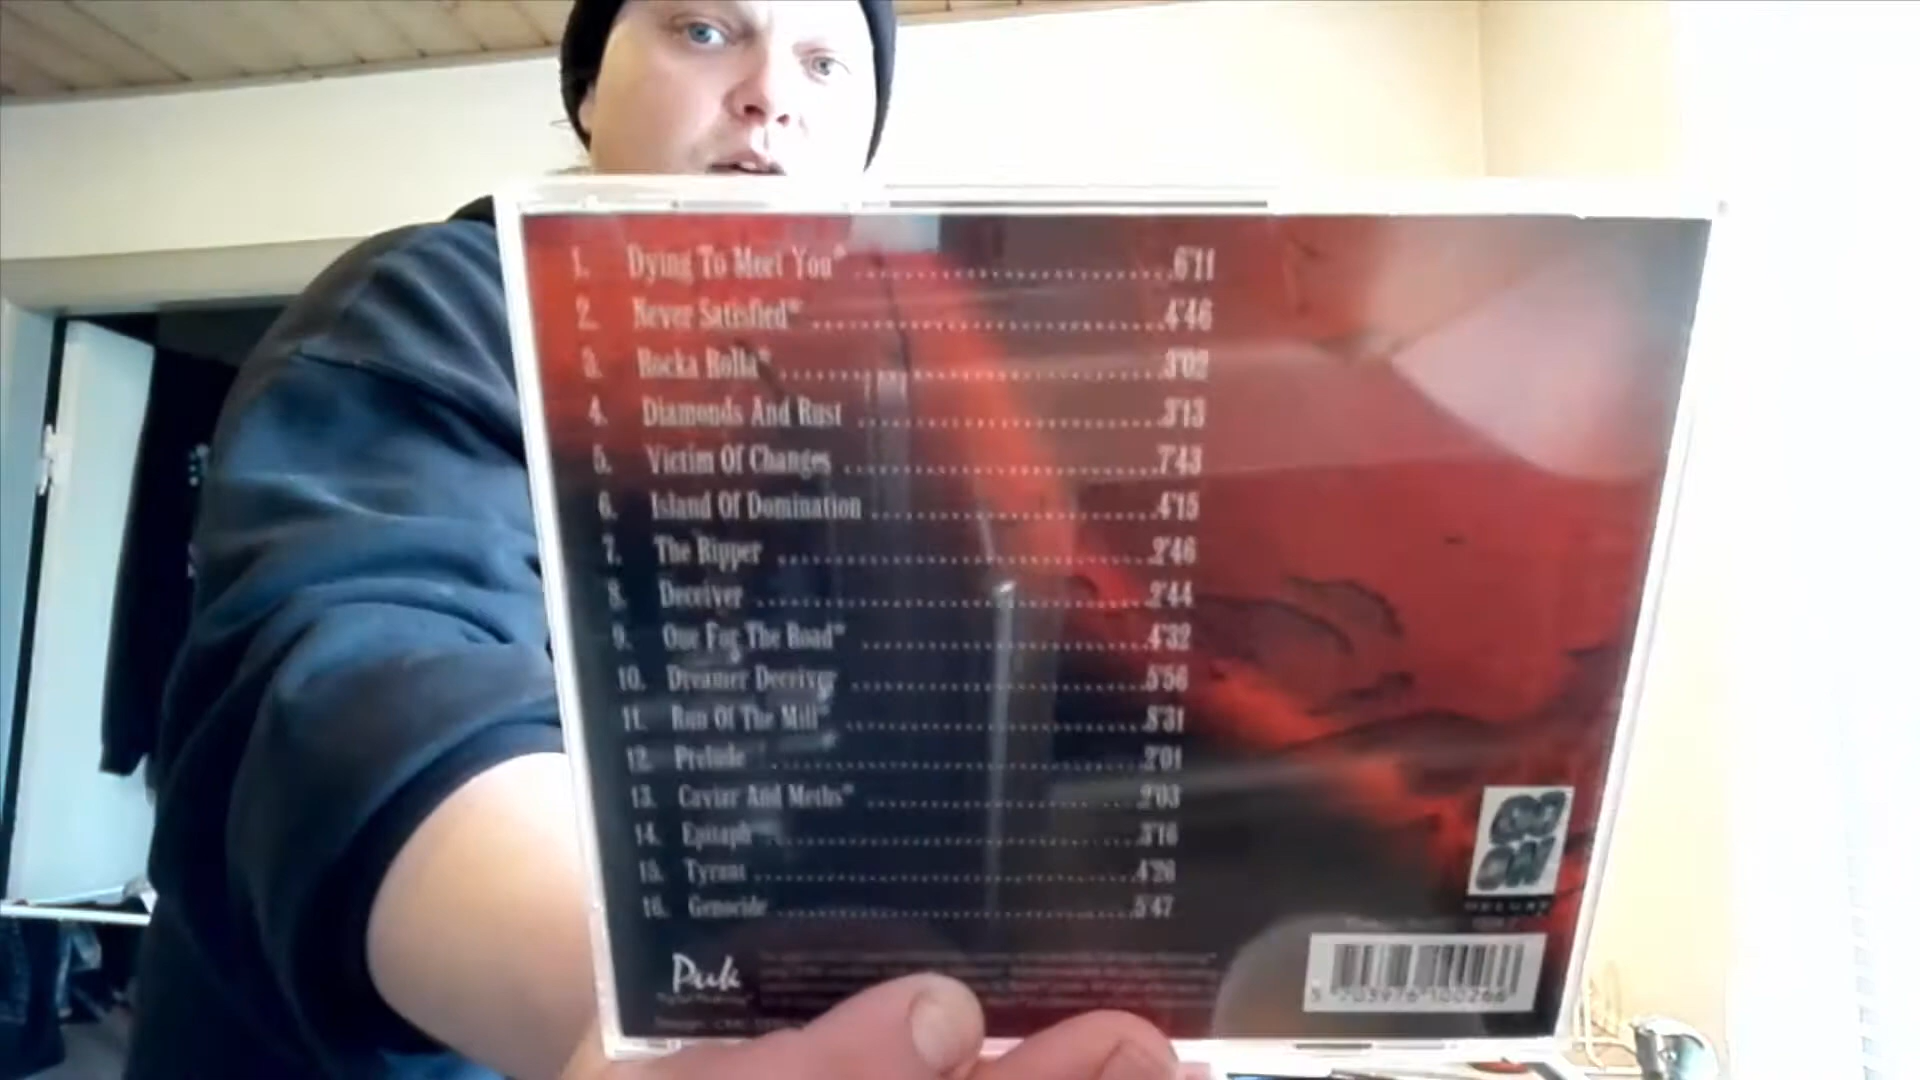 1. Dying To Meet You* 6'11
2. Never Satisfied* 4'46
3. Rocka Rolla* 3'02
4. Diamonds And Rust 3'13
5. Victim Of Changes 7'43
6. Island Of Domination 4'15
7. The Ripper 2'46
8. Deceiver 2'44
9. One For The Road* 4'32
10. Dreamer Deceiver 5'56
11. Run Of The Mill* 8'31
12. Prelude 2'01
13. Caviar And Meths* 2'03
14. Epitaph 3'16
15. Tyrant 4'26
16. Genocide 5'47
Puk
5 203976 100266